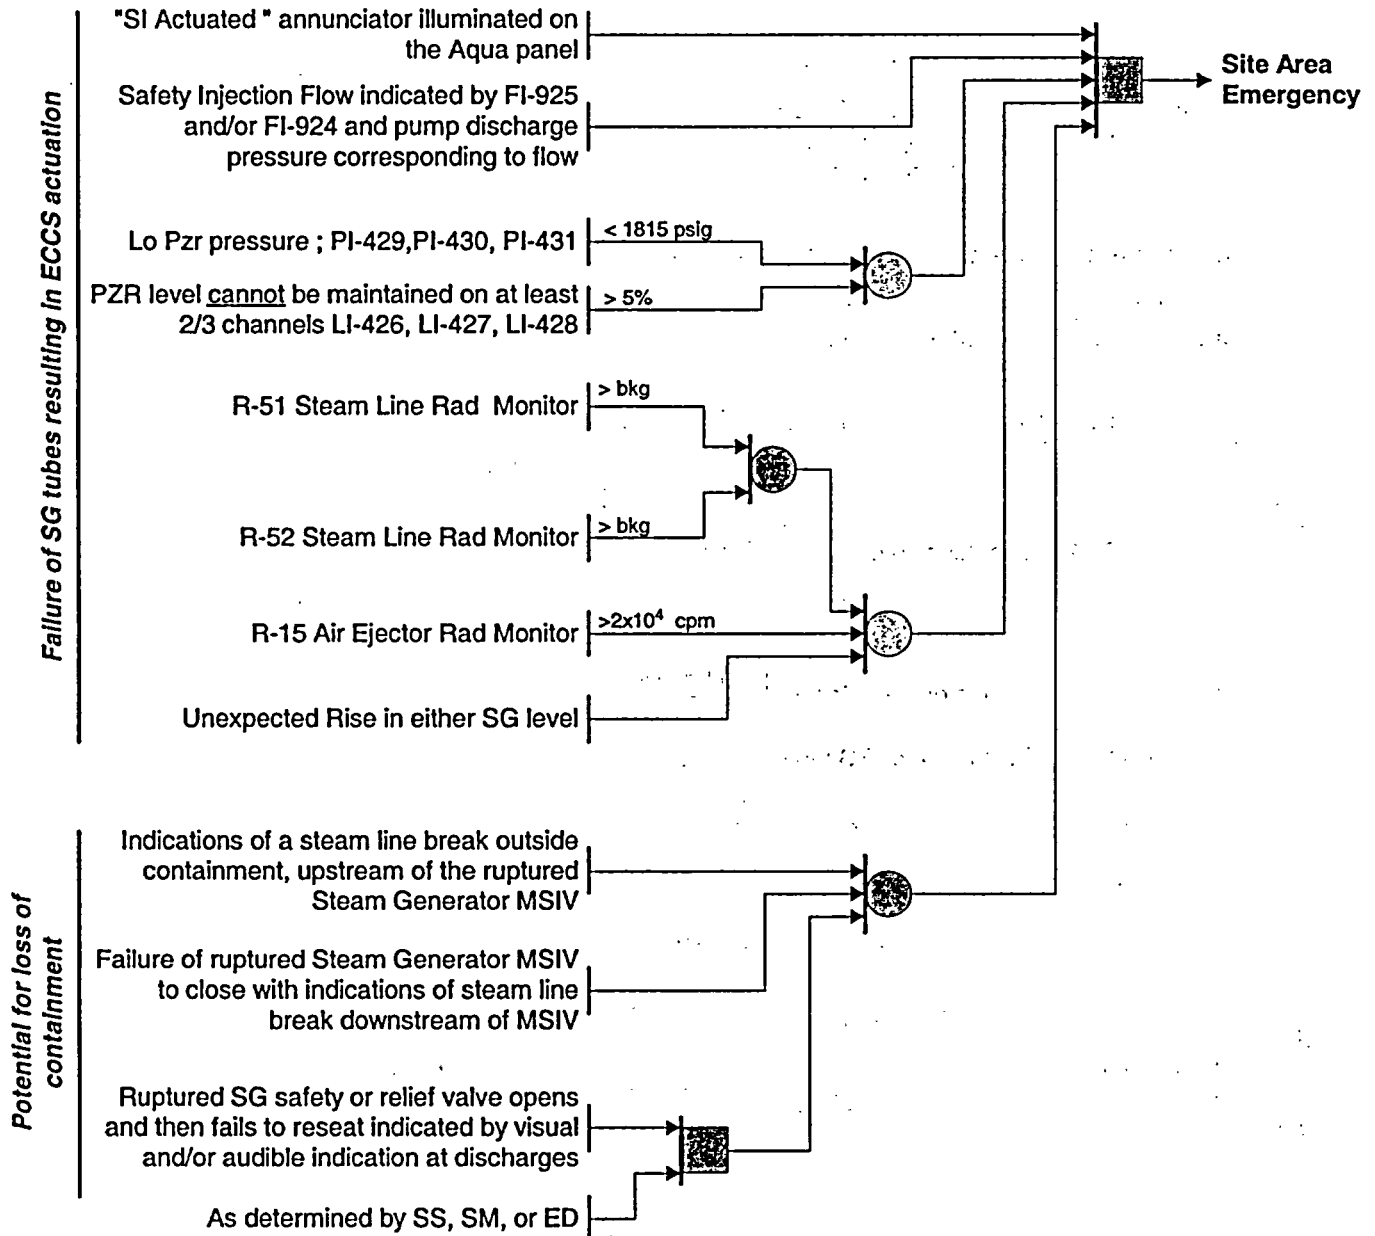 "SI Actuated " annunciator illuminated on
the Aqua panel
Site Area
Emergency
Safety Injection Flow indicated by FI-925
and/or FI-924 and pump discharge
pressure corresponding to flow
Failure of SG tubes resulting in ECCS actuation
Lo Pzr pressure ; PI-429,PI-430, PI-431
< 1815 psig
PZR level cannot be maintained on at least
2/3 channels LI-426, LI-427, LI-428
> 5%
R-51 Steam Line Rad Monitor
> bkg
R-52 Steam Line Rad Monitor
> bkg
R-15 Air Ejector Rad Monitor
>2x10⁴ cpm
Unexpected Rise in either SG level
Potential for loss of
containment
Indications of a steam line break outside
containment, upstream of the ruptured
Steam Generator MSIV
Failure of ruptured Steam Generator MSIV
to close with indications of steam line
break downstream of MSIV
Ruptured SG safety or relief valve opens
and then fails to reseat indicated by visual
and/or audible indication at discharges
As determined by SS, SM, or ED